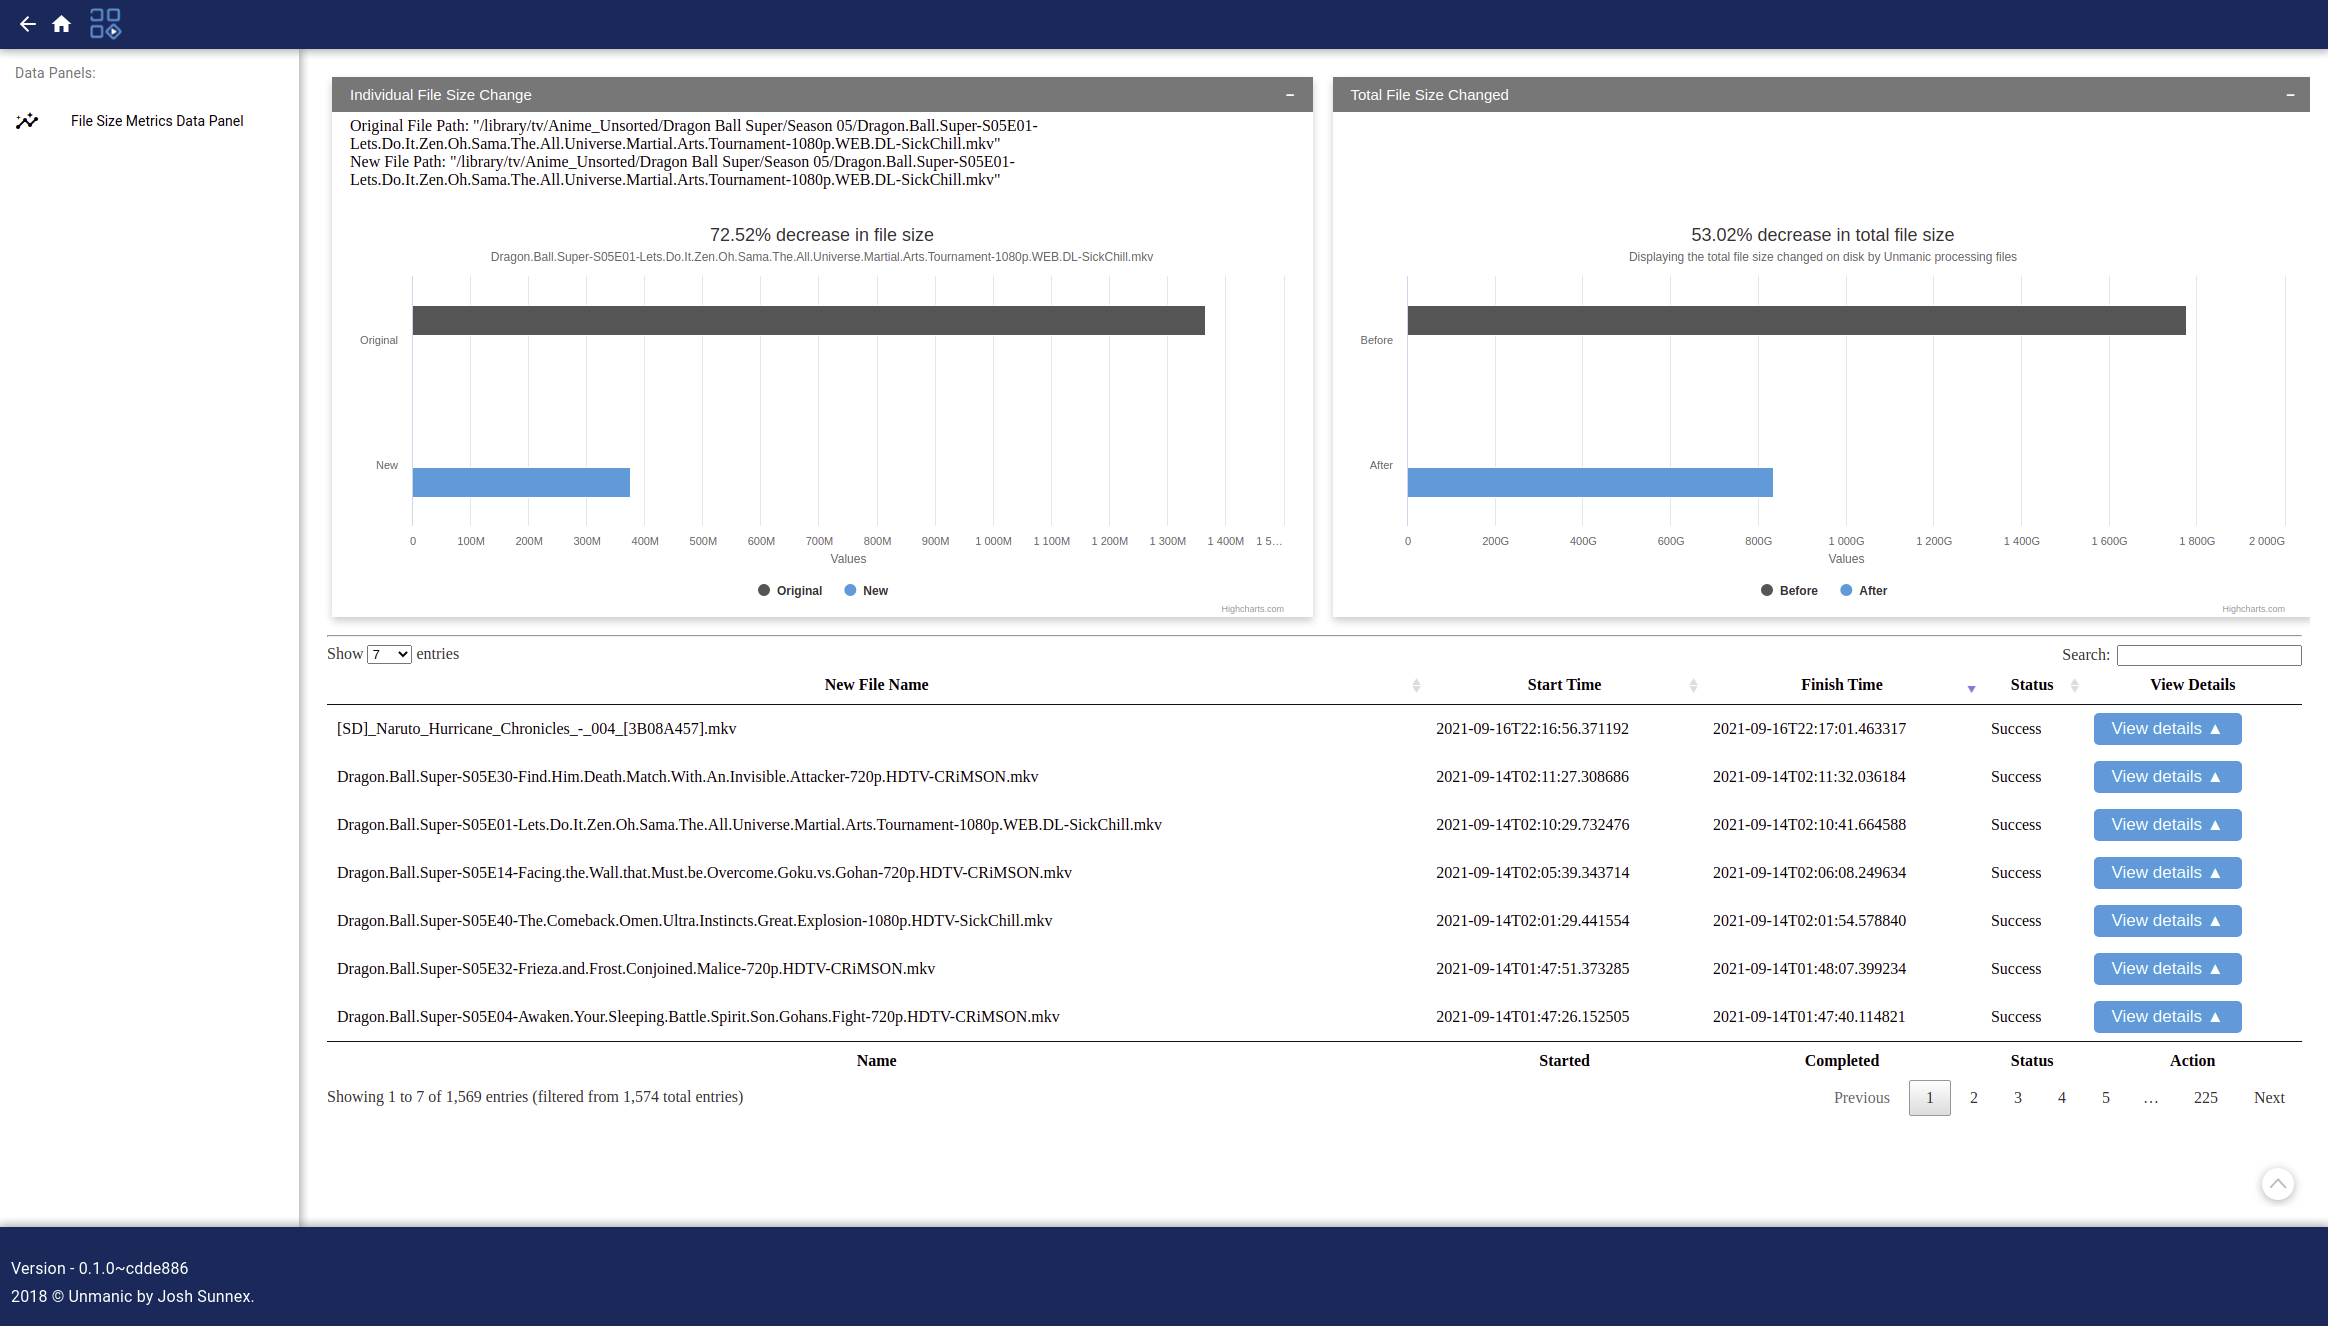 Data Panels:
File Size Metrics Data Panel
Individual File Size Change
Original File Path: "/library/tv/Anime_Unsorted/Dragon Ball Super/Season 05/Dragon.Ball.Super-S05E01-
Lets.Do.It.Zen.Oh.Sama.The.All.Universe.Martial.Arts.Tournament-1080p.WEB.DL-SickChill.mkv"
New File Path: "/library/tv/Anime_Unsorted/Dragon Ball Super/Season 05/Dragon.Ball.Super-S05E01-
Lets.Do.It.Zen.Oh.Sama.The.All.Universe.Martial.Arts.Tournament-1080p.WEB.DL-SickChill.mkv"
72.52% decrease in file size
Dragon.Ball.Super-S05E01-Lets.Do.It.Zen.Oh.Sama.The.All.Universe.Martial.Arts.Tournament-1080p.WEB.DL-SickChill.mkv
Original
New
0 100M 200M 300M 400M 500M 600M 700M 800M 900M 1 000M 1 100M 1 200M 1 300M 1 400M 1 5…
Values
Original New
Highcharts.com
Total File Size Changed
53.02% decrease in total file size
Displaying the total file size changed on disk by Unmanic processing files
Before
After
0 200G 400G 600G 800G 1 000G 1 200G 1 400G 1 600G 1 800G 2 000G
Values
Before After
Highcharts.com
Show 7 entries Search:
New File Name Start Time Finish Time Status View Details
[SD]_Naruto_Hurricane_Chronicles_-_004_[3B08A457].mkv 2021-09-16T22:16:56.371192 2021-09-16T22:17:01.463317 Success View details ▲
Dragon.Ball.Super-S05E30-Find.Him.Death.Match.With.An.Invisible.Attacker-720p.HDTV-CRiMSON.mkv 2021-09-14T02:11:27.308686 2021-09-14T02:11:32.036184 Success View details ▲
Dragon.Ball.Super-S05E01-Lets.Do.It.Zen.Oh.Sama.The.All.Universe.Martial.Arts.Tournament-1080p.WEB.DL-SickChill.mkv 2021-09-14T02:10:29.732476 2021-09-14T02:10:41.664588 Success View details ▲
Dragon.Ball.Super-S05E14-Facing.the.Wall.that.Must.be.Overcome.Goku.vs.Gohan-720p.HDTV-CRiMSON.mkv 2021-09-14T02:05:39.343714 2021-09-14T02:06:08.249634 Success View details ▲
Dragon.Ball.Super-S05E40-The.Comeback.Omen.Ultra.Instincts.Great.Explosion-1080p.HDTV-SickChill.mkv 2021-09-14T02:01:29.441554 2021-09-14T02:01:54.578840 Success View details ▲
Dragon.Ball.Super-S05E32-Frieza.and.Frost.Conjoined.Malice-720p.HDTV-CRiMSON.mkv 2021-09-14T01:47:51.373285 2021-09-14T01:48:07.399234 Success View details ▲
Dragon.Ball.Super-S05E04-Awaken.Your.Sleeping.Battle.Spirit.Son.Gohans.Fight-720p.HDTV-CRiMSON.mkv 2021-09-14T01:47:26.152505 2021-09-14T01:47:40.114821 Success View details ▲
Name Started Completed Status Action
Showing 1 to 7 of 1,569 entries (filtered from 1,574 total entries) Previous 1 2 3 4 5 … 225 Next
Version - 0.1.0~cdde886
2018 © Unmanic by Josh Sunnex.